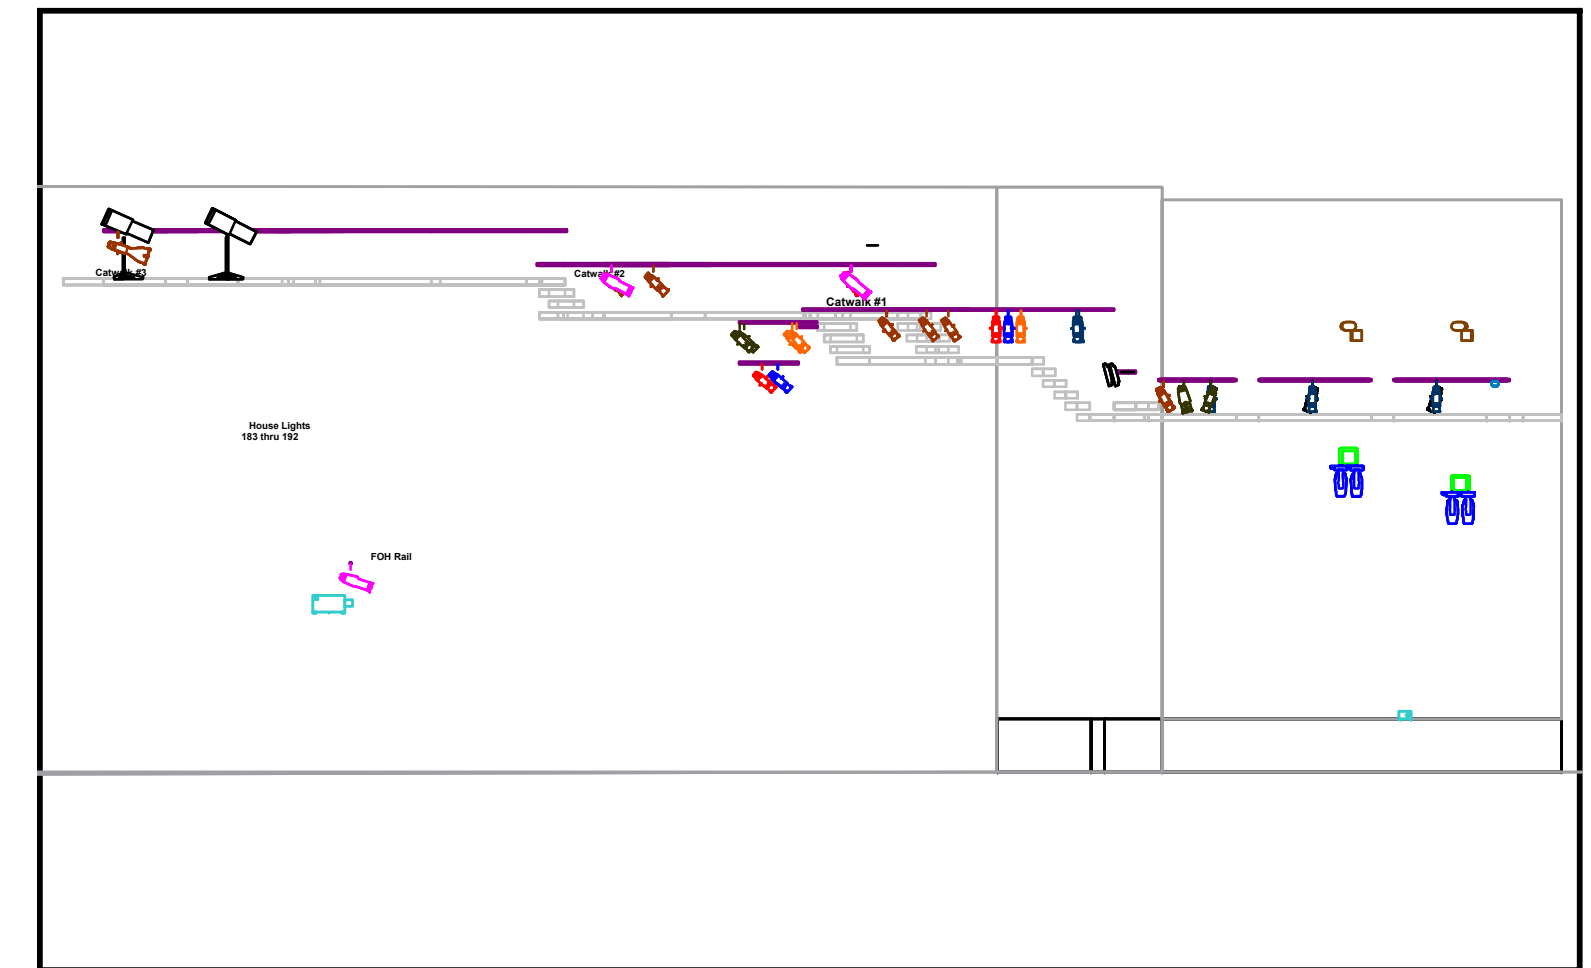 Catwalk #3
Catwalk #2
Catwalk #1
House Lights
183 thru 192
FOH Rail